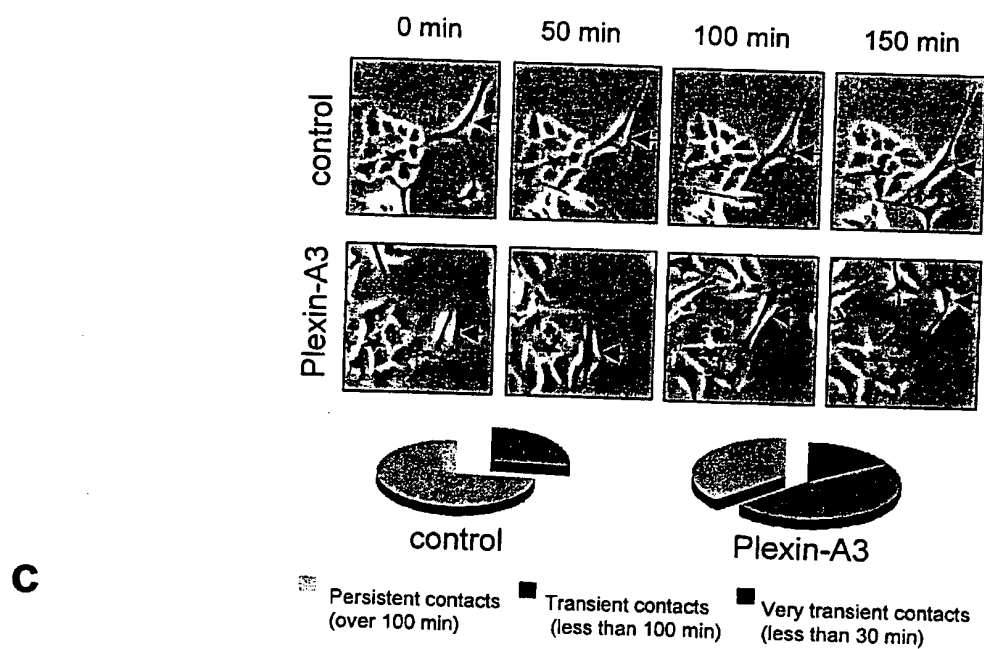 0 min 50 min 100 min 150 min
control
Plexin-A3
control
Plexin-A3
C
Persistent contacts
(over 100 min)
Transient contacts
(less than 100 min)
Very transient contacts
(less than 30 min)